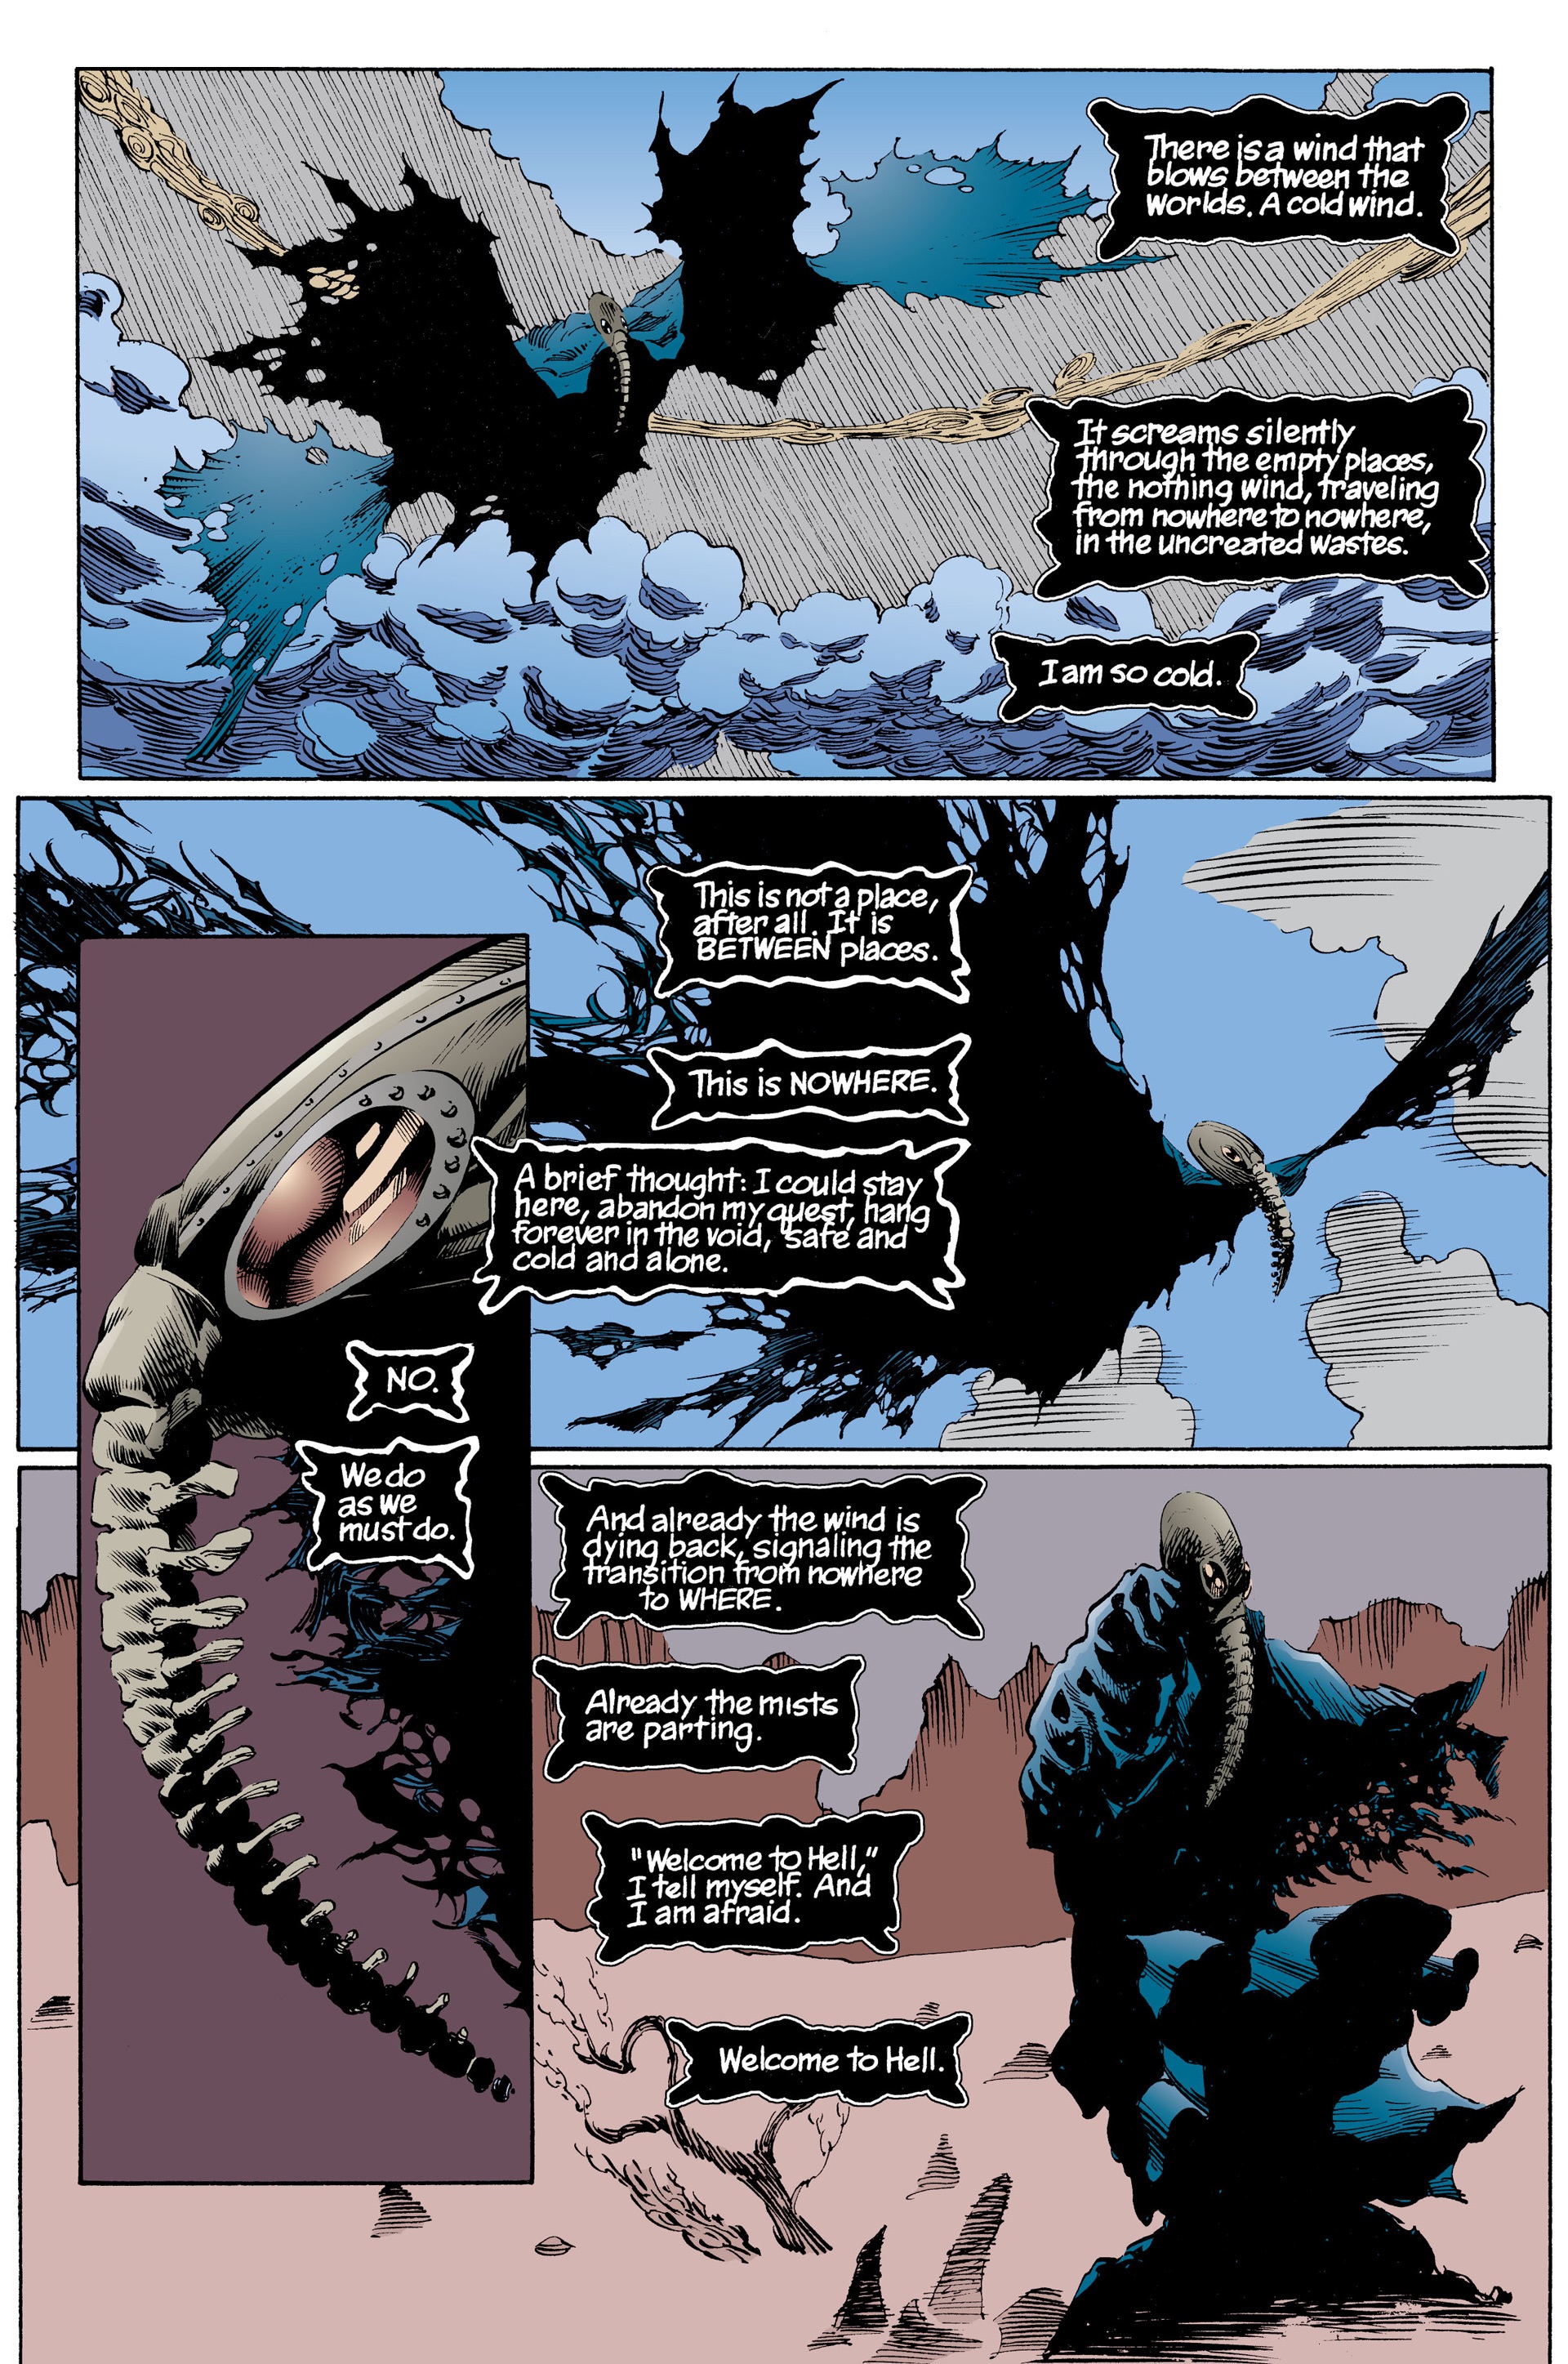 There is a wind that
blows between the
worlds. A cold wind.
It screams silently
through the empty places,
the nothing wind, traveling
from nowhere to nowhere,
in the uncreated wastes.
I am so cold.
This is not a place,
after all. It is
BETWEEN places.
This is NOWHERE.
A brief thought: I could stay
here, abandon my quest, hang
forever in the void, safe and
cold and alone.
NO.
We do
as we
must do.
And already the wind is
dying back, signaling the
transition from nowhere
to WHERE.
Already the mists
are parting.
"Welcome to Hell,"
I tell myself. And
I am afraid.
Welcome to Hell.